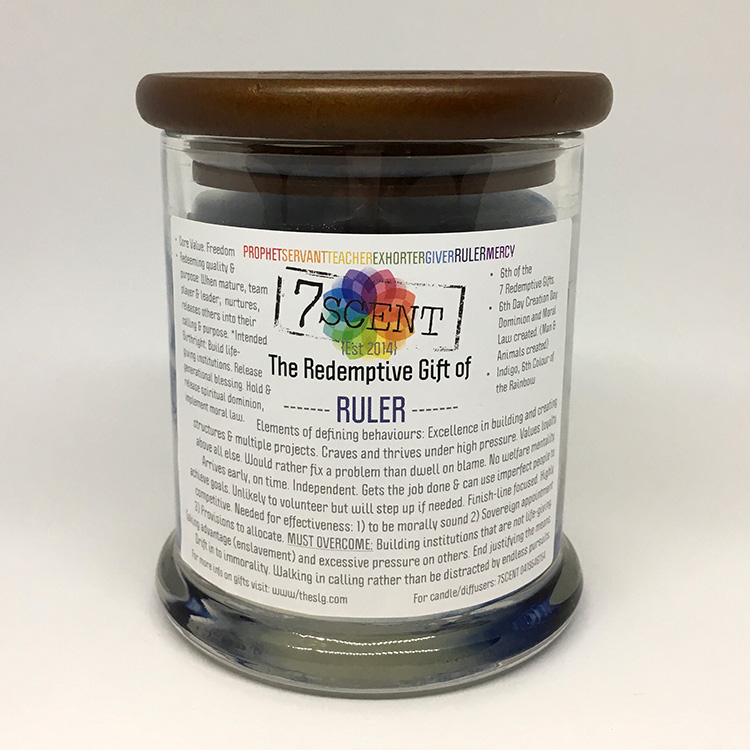 PROPHETSERVANTTEACHEREXHORTERGIVERRULERMERCY
7SCENT
(Est 2014)
The Redemptive Gift of
------- RULER -------
• Core Value: Freedom
• Redeeming quality &
purpose: When mature, team
player & leader; nurtures,
releases others into their
calling & purpose. *Intended
Birthright: Build life-
giving institutions. Release
generational blessing. Hold &
release spiritual dominion,
implement moral law.
• 6th of the
7 Redemptive Gifts.
• 6th Day Creation Day
Dominion and Moral
Law created. (Man &
Animals created)
• Indigo, 6th Colour of
the Rainbow
Elements of defining behaviours: Excellence in building and creating
structures & multiple projects. Craves and thrives under high pressure. Values loyalty
above all else. Would rather fix a problem than dwell on blame. No welfare mentality.
Arrives early, on time. Independent. Gets the job done & can use imperfect people to
achieve goals. Unlikely to volunteer but will step up if needed. Finish-line focused. Highly
competitive. Needed for effectiveness: 1) to be morally sound 2) Sovereign appointment
3) Provisions to allocate. MUST OVERCOME: Building institutions that are not life-giving.
Taking advantage (enslavement) and excessive pressure on others. End justifying the means.
Drift in to immorality. Walking in calling rather than be distracted by endless pursuits.
For more info on gifts visit: www/theslg.com
For candle/diffusers: 7SCENT